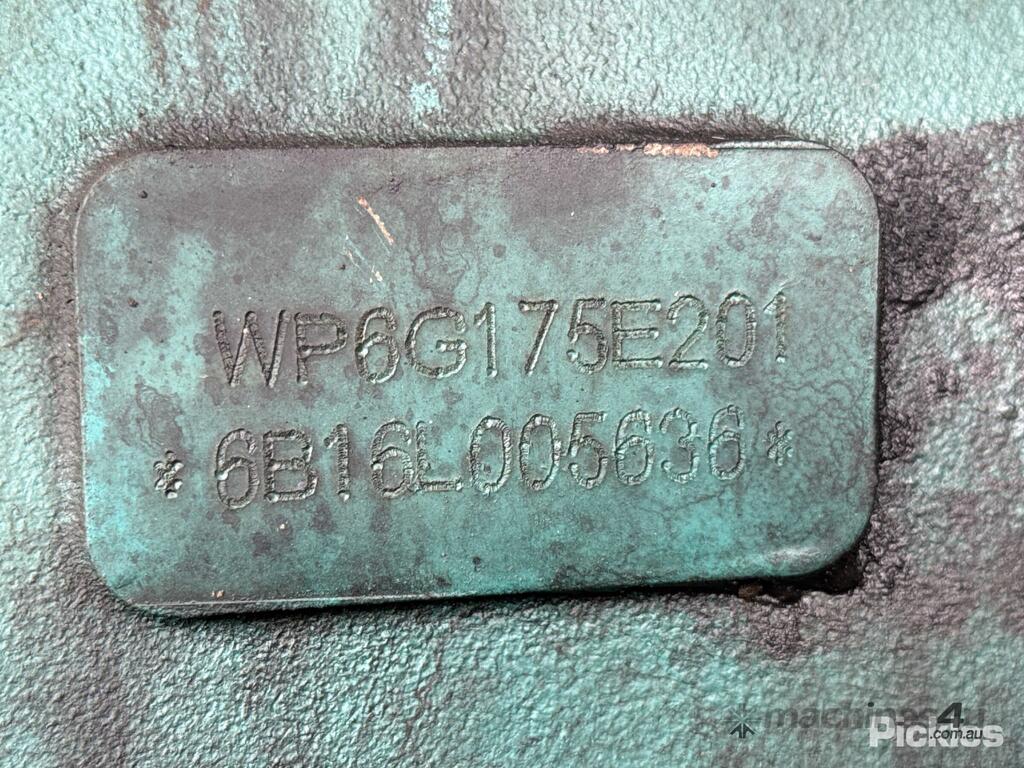 WP6G175E201
*6B16L005636*
machines4u
.com.au
Pickles